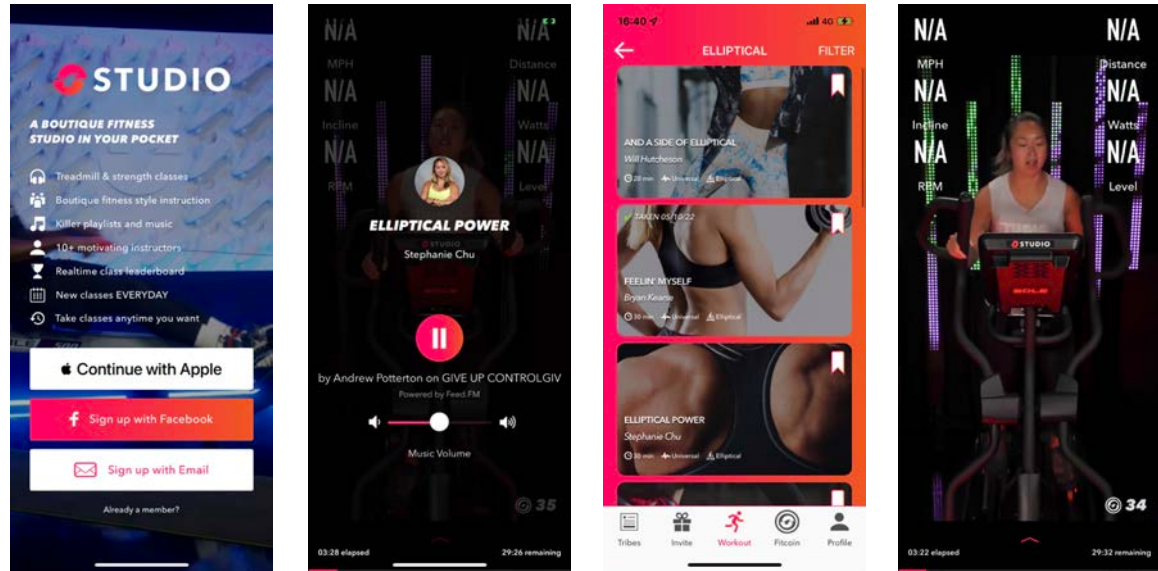 STUDIO
A BOUTIQUE FITNESS
STUDIO IN YOUR POCKET
Treadmill & strength classes
Boutique fitness style instruction
Killer playlists and music
10+ motivating instructors
Realtime class leaderboard
New classes EVERYDAY
Take classes anytime you want
Continue with Apple
Sign up with Facebook
Sign up with Email
Already a member?
N/A N/A
MPH Distance
N/A N/A
Incline Watts
N/A N/A
RPM Level
ELLIPTICAL POWER
STUDIO
Stephanie Chu
by Andrew Potterton on GIVE UP CONTROLGIV
Powered by Feed.FM
Music Volume
35
03:28 elapsed 29:26 remaining
16:40 4G
ELLIPTICAL FILTER
AND A SIDE OF ELLIPTICAL
Will Hutcheson
28 min Universal Elliptical
TAKEN 05/10/22
FEELIN' MYSELF
Bryan Kearse
30 min Universal Elliptical
ELLIPTICAL POWER
Stephanie Chu
30 min Universal Elliptical
Tribes Invite Workout Fitcoin Profile
N/A N/A
MPH Distance
N/A N/A
Incline Watts
N/A N/A
RPM Level
STUDIO
SOLE
34
03:22 elapsed 29:32 remaining